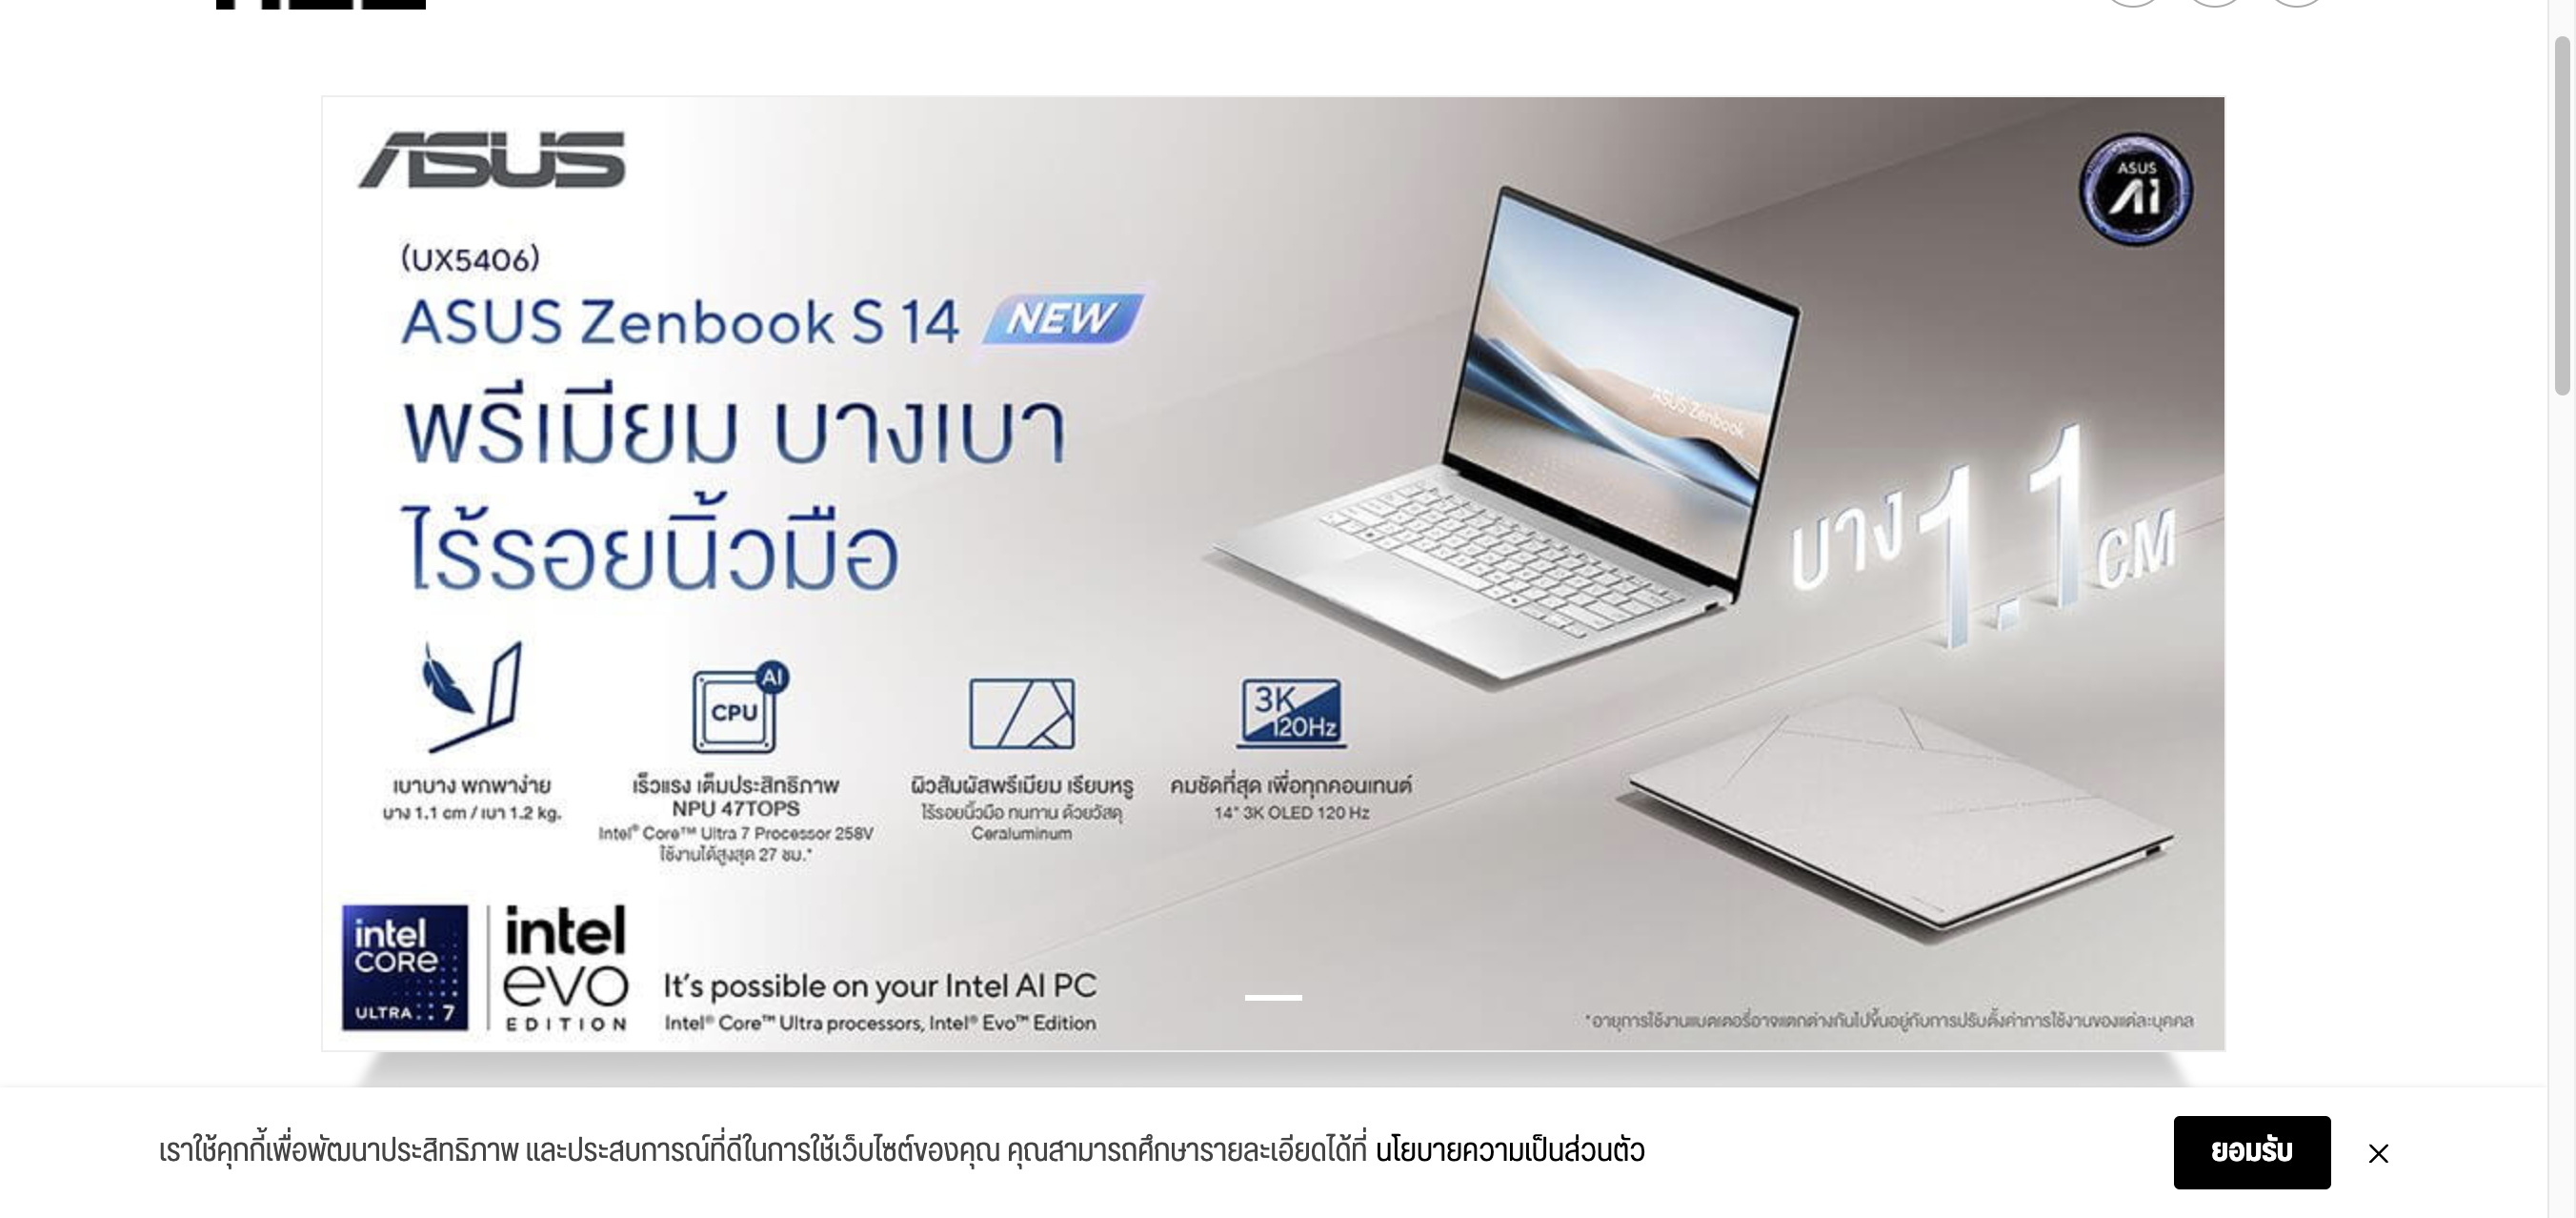 ASUS
ASUS AI
(UX5406)
ASUS Zenbook S 14 NEW
พรีเมียม บางเบา
ไร้รอยนิ้วมือ
ASUS Zenbook
บาง 1.1 CM
AI
CPU
3K
120Hz
เบาบาง พกพาง่าย
บาง 1.1 cm / เบา 1.2 kg.
เร็วแรง เต็มประสิทธิภาพ
NPU 47TOPS
Intel® Core™ Ultra 7 Processor 258V
ใช้งานได้สูงสุด 27 ชม.*
ผิวสัมผัสพรีเมียม เรียบหรู
ไร้รอยนิ้วมือ ทนทาน ด้วยวัสดุ
Ceraluminum
คมชัดที่สุด เพื่อทุกคอนเทนต์
14" 3K OLED 120 Hz
intel
CORE
ULTRA 7
intel
evo
EDITION
It's possible on your Intel AI PC
Intel® Core™ Ultra processors, Intel® Evo™ Edition
*อายุการใช้งานแบตเตอรี่อาจแตกต่างกันไปขึ้นอยู่กับการปรับตั้งค่าการใช้งานของแต่ละบุคคล
เราใช้คุกกี้เพื่อพัฒนาประสิทธิภาพ และประสบการณ์ที่ดีในการใช้เว็บไซต์ของคุณ คุณสามารถศึกษารายละเอียดได้ที่ นโยบายความเป็นส่วนตัว
ยอมรับ